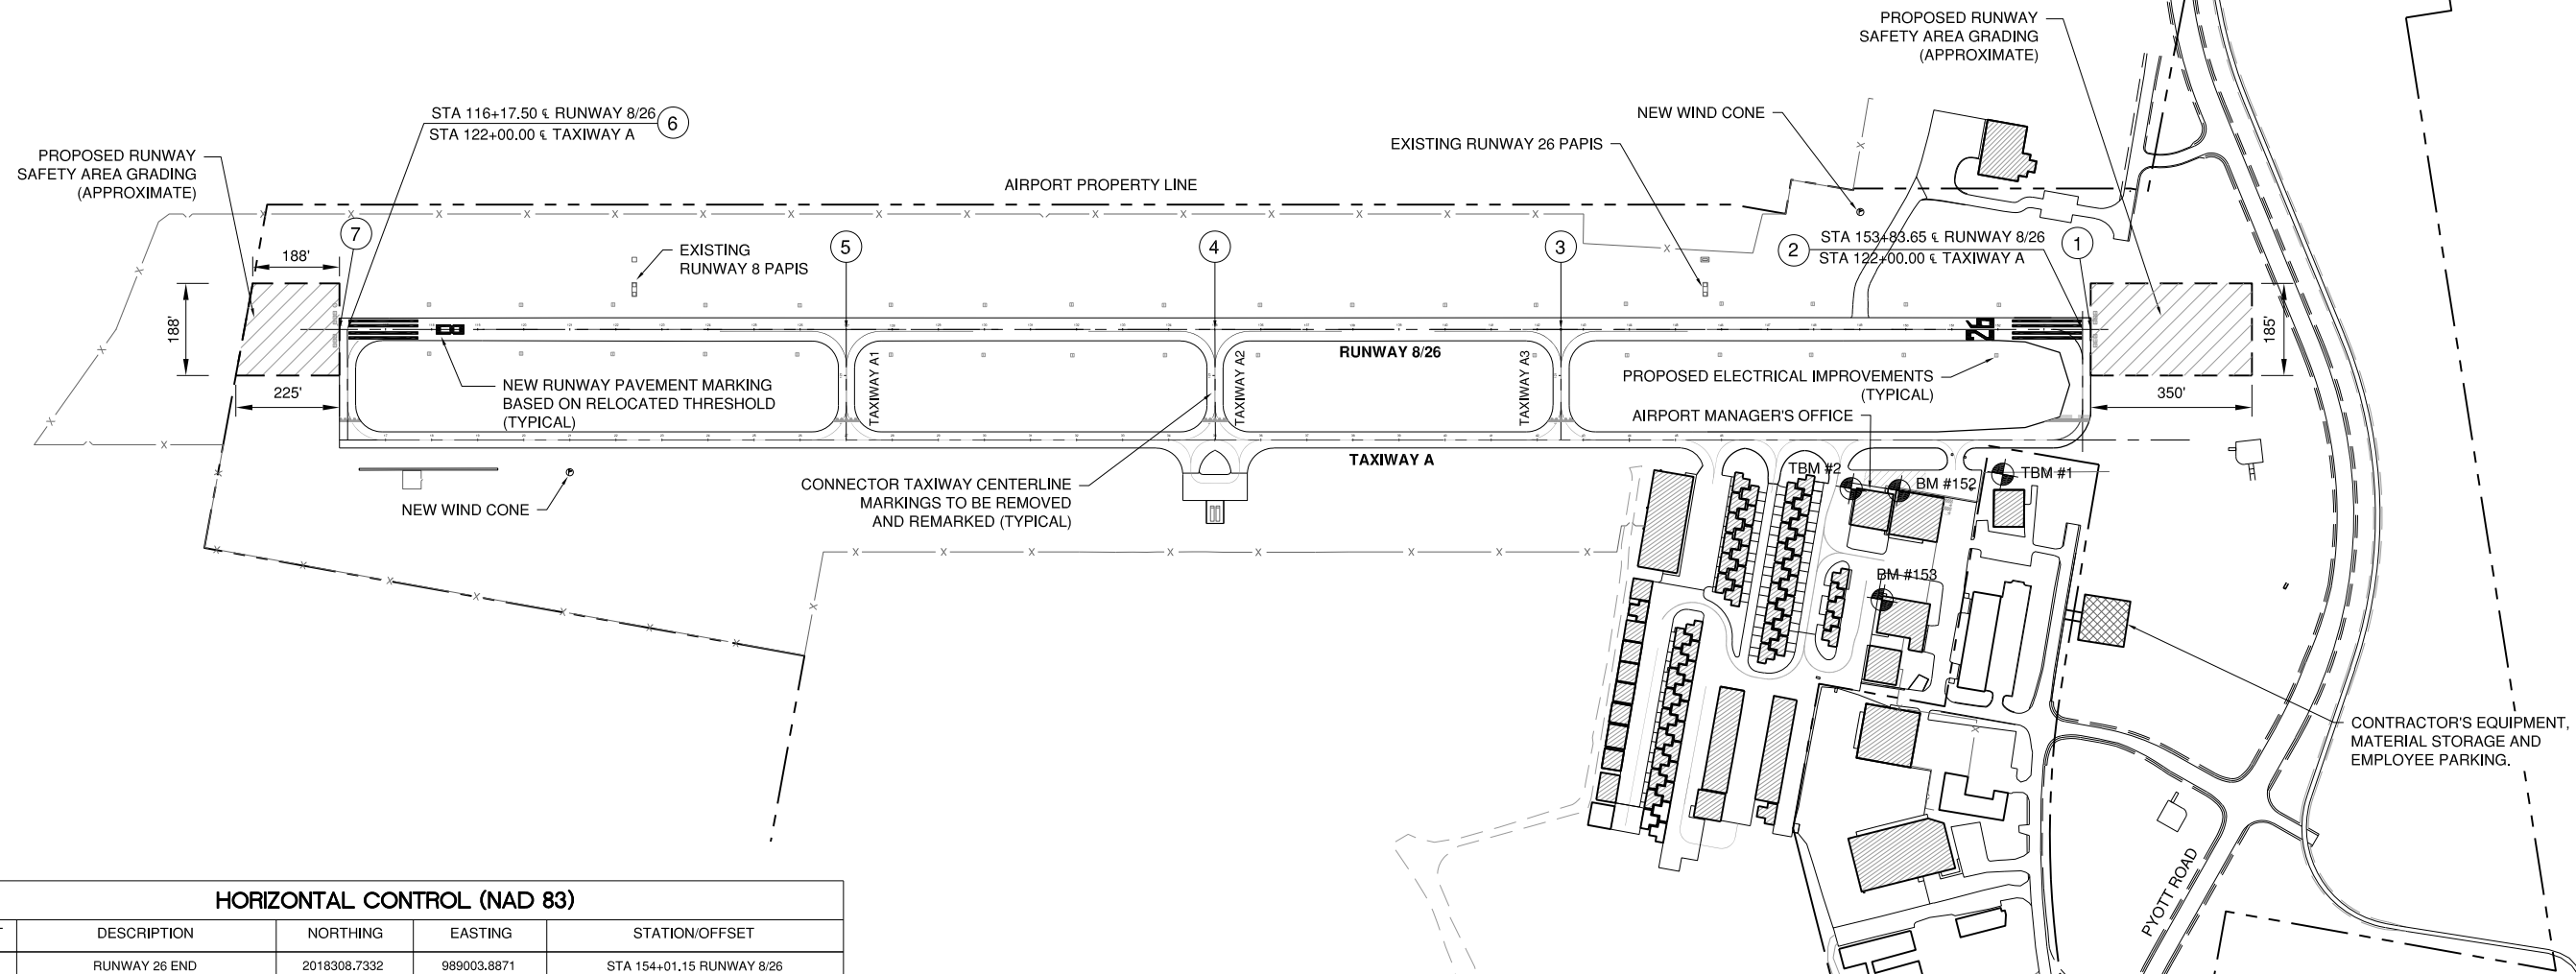 PROPOSED RUNWAY
SAFETY AREA GRADING
(APPROXIMATE)
STA 116+17.50 ℄ RUNWAY 8/26
STA 122+00.00 ℄ TAXIWAY A
6
PROPOSED RUNWAY
SAFETY AREA GRADING
(APPROXIMATE)
NEW WIND CONE
EXISTING RUNWAY 26 PAPIS
AIRPORT PROPERTY LINE
7
188'
EXISTING
RUNWAY 8 PAPIS
5
4
3
2
STA 153+83.65 ℄ RUNWAY 8/26
STA 122+00.00 ℄ TAXIWAY A
1
188'
225'
8
NEW RUNWAY PAVEMENT MARKING
BASED ON RELOCATED THRESHOLD
(TYPICAL)
TAXIWAY A1
TAXIWAY A2
RUNWAY 8/26
TAXIWAY A3
26
PROPOSED ELECTRICAL IMPROVEMENTS
(TYPICAL)
AIRPORT MANAGER'S OFFICE
185'
350'
TAXIWAY A
NEW WIND CONE
CONNECTOR TAXIWAY CENTERLINE
MARKINGS TO BE REMOVED
AND REMARKED (TYPICAL)
TBM #2
BM #152
TBM #1
BM #153
CONTRACTOR'S EQUIPMENT,
MATERIAL STORAGE AND
EMPLOYEE PARKING.
PYOTT ROAD
HORIZONTAL CONTROL (NAD 83)
DESCRIPTION NORTHING EASTING STATION/OFFSET
RUNWAY 26 END 2018308.7332 989003.8871 STA 154+01.15 RUNWAY 8/26